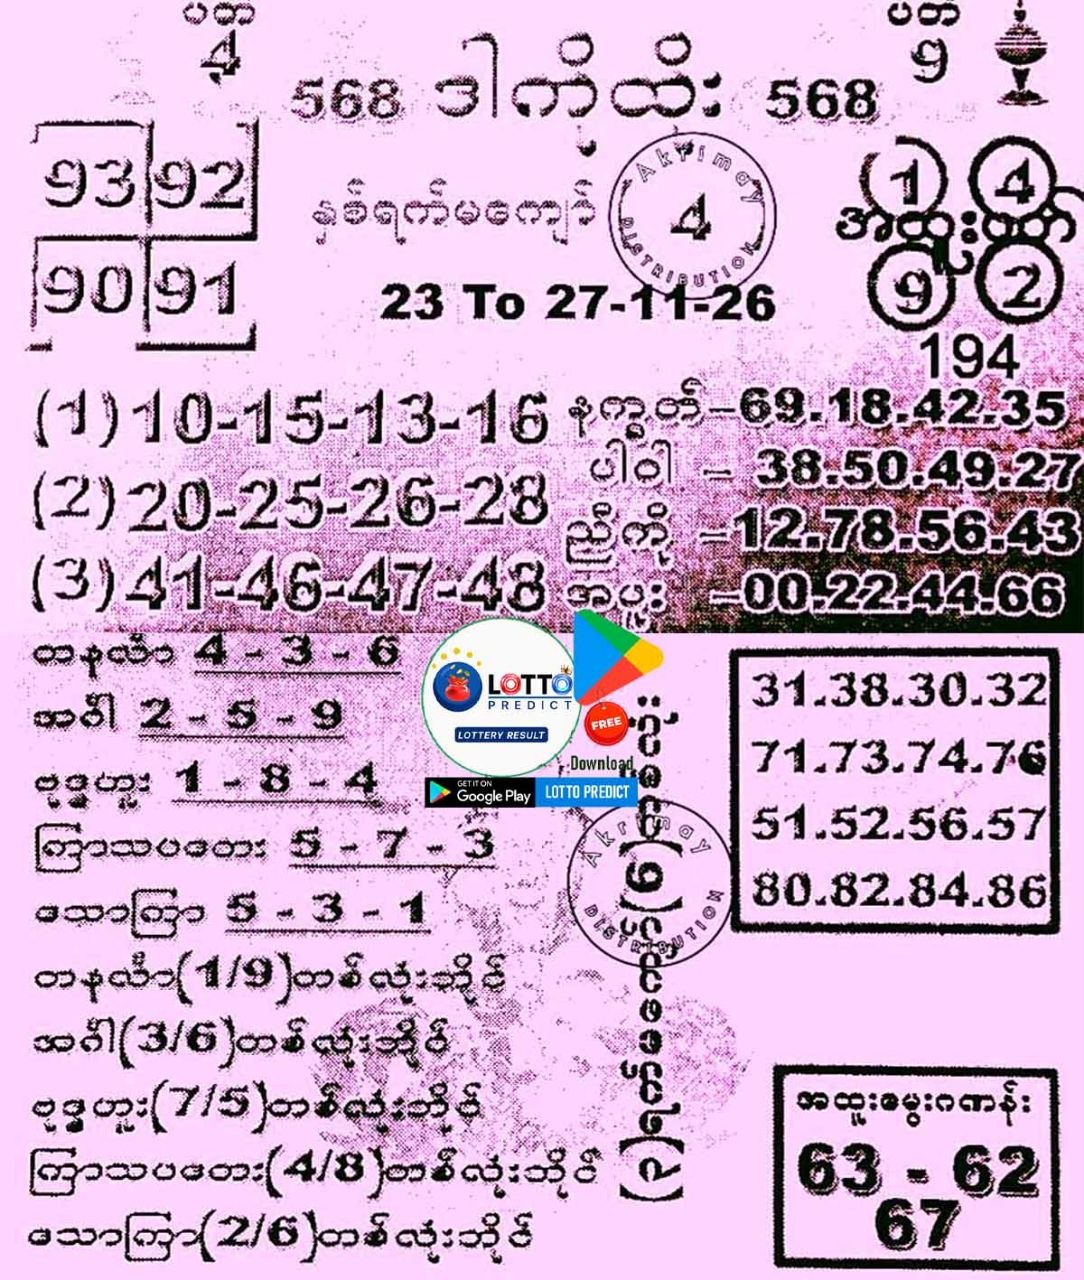 ပတ်
4
ပတ်
9
568 ဒါကိုထိုး 568
93 92
90 91
နှစ်ရက်မကျော်
Akrimay
4
DISTRIBUTION
23 To 27-11-26
1 4
အထူးပတ်
9 2
194
(1) 10-15-13-16
(2) 20-25-26-28
(3) 41-46-47-48
နက္ခတ်–69.18.42.35
ပါဝါ – 38.50.49.27
ညီကို –12.78.56.43
အပူး –00.22.44.66
တနင်္လာ 4 - 3 - 6
အင်္ဂါ 2 - 5 - 9
ဗုဒ္ဓဟူး 1 - 8 - 4
ကြာသပတေး 5 - 7 - 3
သောကြာ 5 - 3 - 1
တနင်္လာ(1/9)တစ်လုံးဘိုင်
အင်္ဂါ(3/6)တစ်လုံးဘိုင်
ဗုဒ္ဓဟူး(7/5)တစ်လုံးဘိုင်
ကြာသပတေး(4/8)တစ်လုံးဘိုင်
သောကြာ(2/6)တစ်လုံးဘိုင်
LOTTO
PREDICT
LOTTERY RESULT
FREE
Download
GET IT ON
Google Play
LOTTO PREDICT
Akrimay
DISTRIBUTION
31.38.30.32
71.73.74.76
51.52.56.57
80.82.84.86
အထူးမွေးဂဏန်း
63 - 62
67